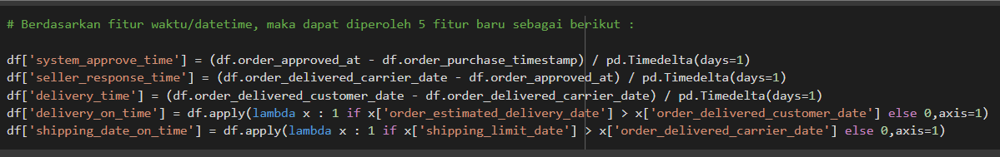 # Berdasarkan fitur waktu/datetime, maka dapat diperoleh 5 fitur baru sebagai berikut :
df['system_approve_time'] = (df.order_approved_at - df.order_purchase_timestamp) / pd.Timedelta(days=1)
df['seller_response_time'] = (df.order_delivered_carrier_date - df.order_approved_at) / pd.Timedelta(days=1)
df['delivery_time'] = (df.order_delivered_customer_date - df.order_delivered_carrier_date) / pd.Timedelta(days=1)
df['delivery_on_time'] = df.apply(lambda x : 1 if x['order_estimated_delivery_date'] > x['order_delivered_customer_date'] else 0,axis=1)
df['shipping_date_on_time'] = df.apply(lambda x : 1 if x['shipping_limit_date'] > x['order_delivered_carrier_date'] else 0,axis=1)